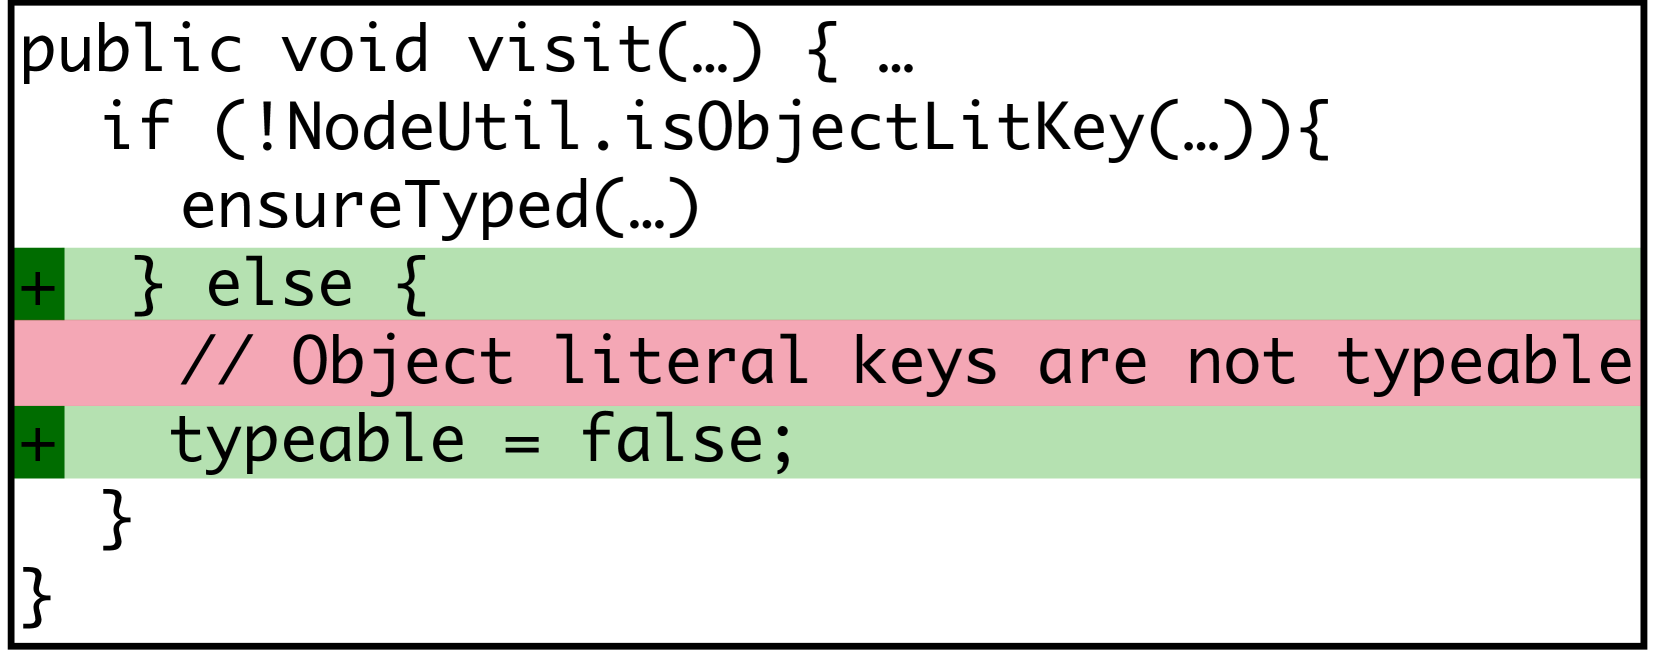 public void visit(…) { …
if (!NodeUtil.isObjectLitKey(…)){
ensureTyped(…)
+ } else {
// Object literal keys are not typeable
+ typeable = false;
}
}